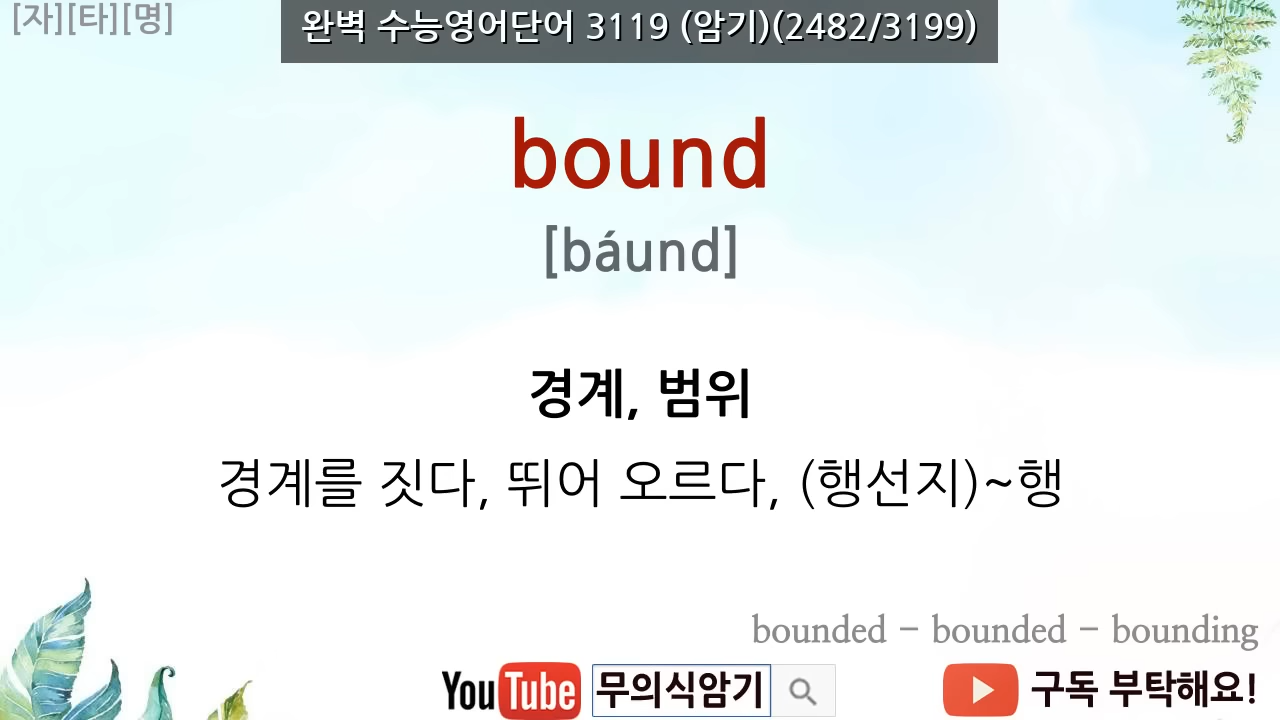 [자][타][명]
완벽 수능영어단어 3119 (암기)(2482/3199)
bound
[báund]
경계, 범위
경계를 짓다, 뛰어 오르다, (행선지)~행
bounded - bounded - bounding
YouTube 무의식암기
구독 부탁해요!